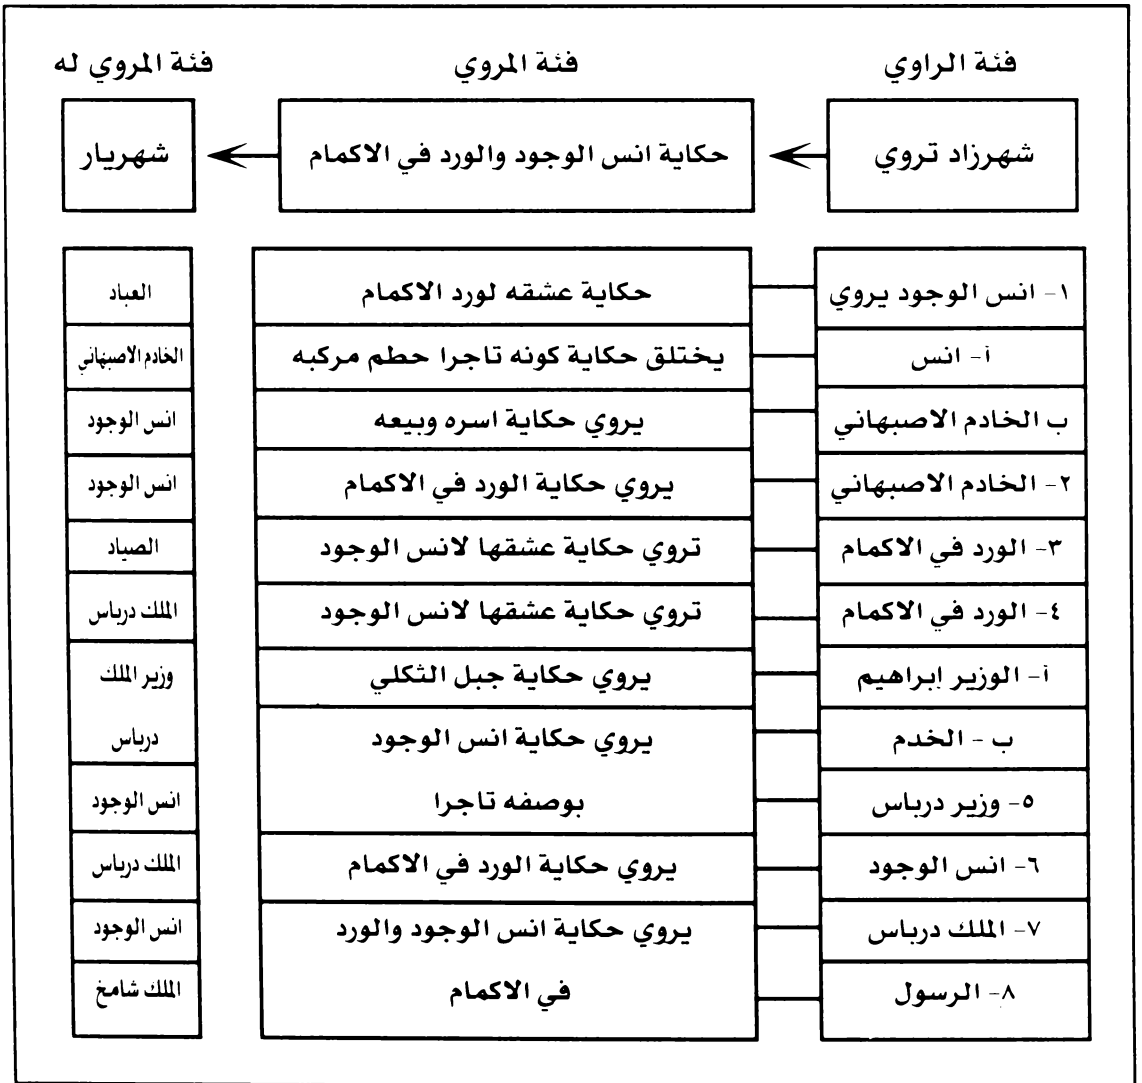 فئة الراوي فئة المروي فئة المروي له
شهرزاد تروي حكاية انس الوجود والورد في الاكمام شهريار
١- انس الوجود يروي حكاية عشقه لورد الاكمام العباد
أ- انس يختلق حكاية كونه تاجرا حطم مركبه الخادم الاصبهاني
ب الخادم الاصبهاني يروي حكاية اسره وبيعه انس الوجود
٢- الخادم الاصبهاني يروي حكاية الورد في الاكمام انس الوجود
٣- الورد في الاكمام تروي حكاية عشقها لانس الوجود الصياد
٤- الورد في الاكمام تروي حكاية عشقها لانس الوجود الملك درباس
أ- الوزير إبراهيم يروي حكاية جبل الثكلي وزير الملك
ب - الخدم يروي حكاية انس الوجود درباس
٥- وزير درباس بوصفه تاجرا انس الوجود
٦- انس الوجود يروي حكاية الورد في الاكمام الملك درباس
٧- الملك درباس يروي حكاية انس الوجود والورد انس الوجود
٨- الرسول في الاكمام الملك شامخ